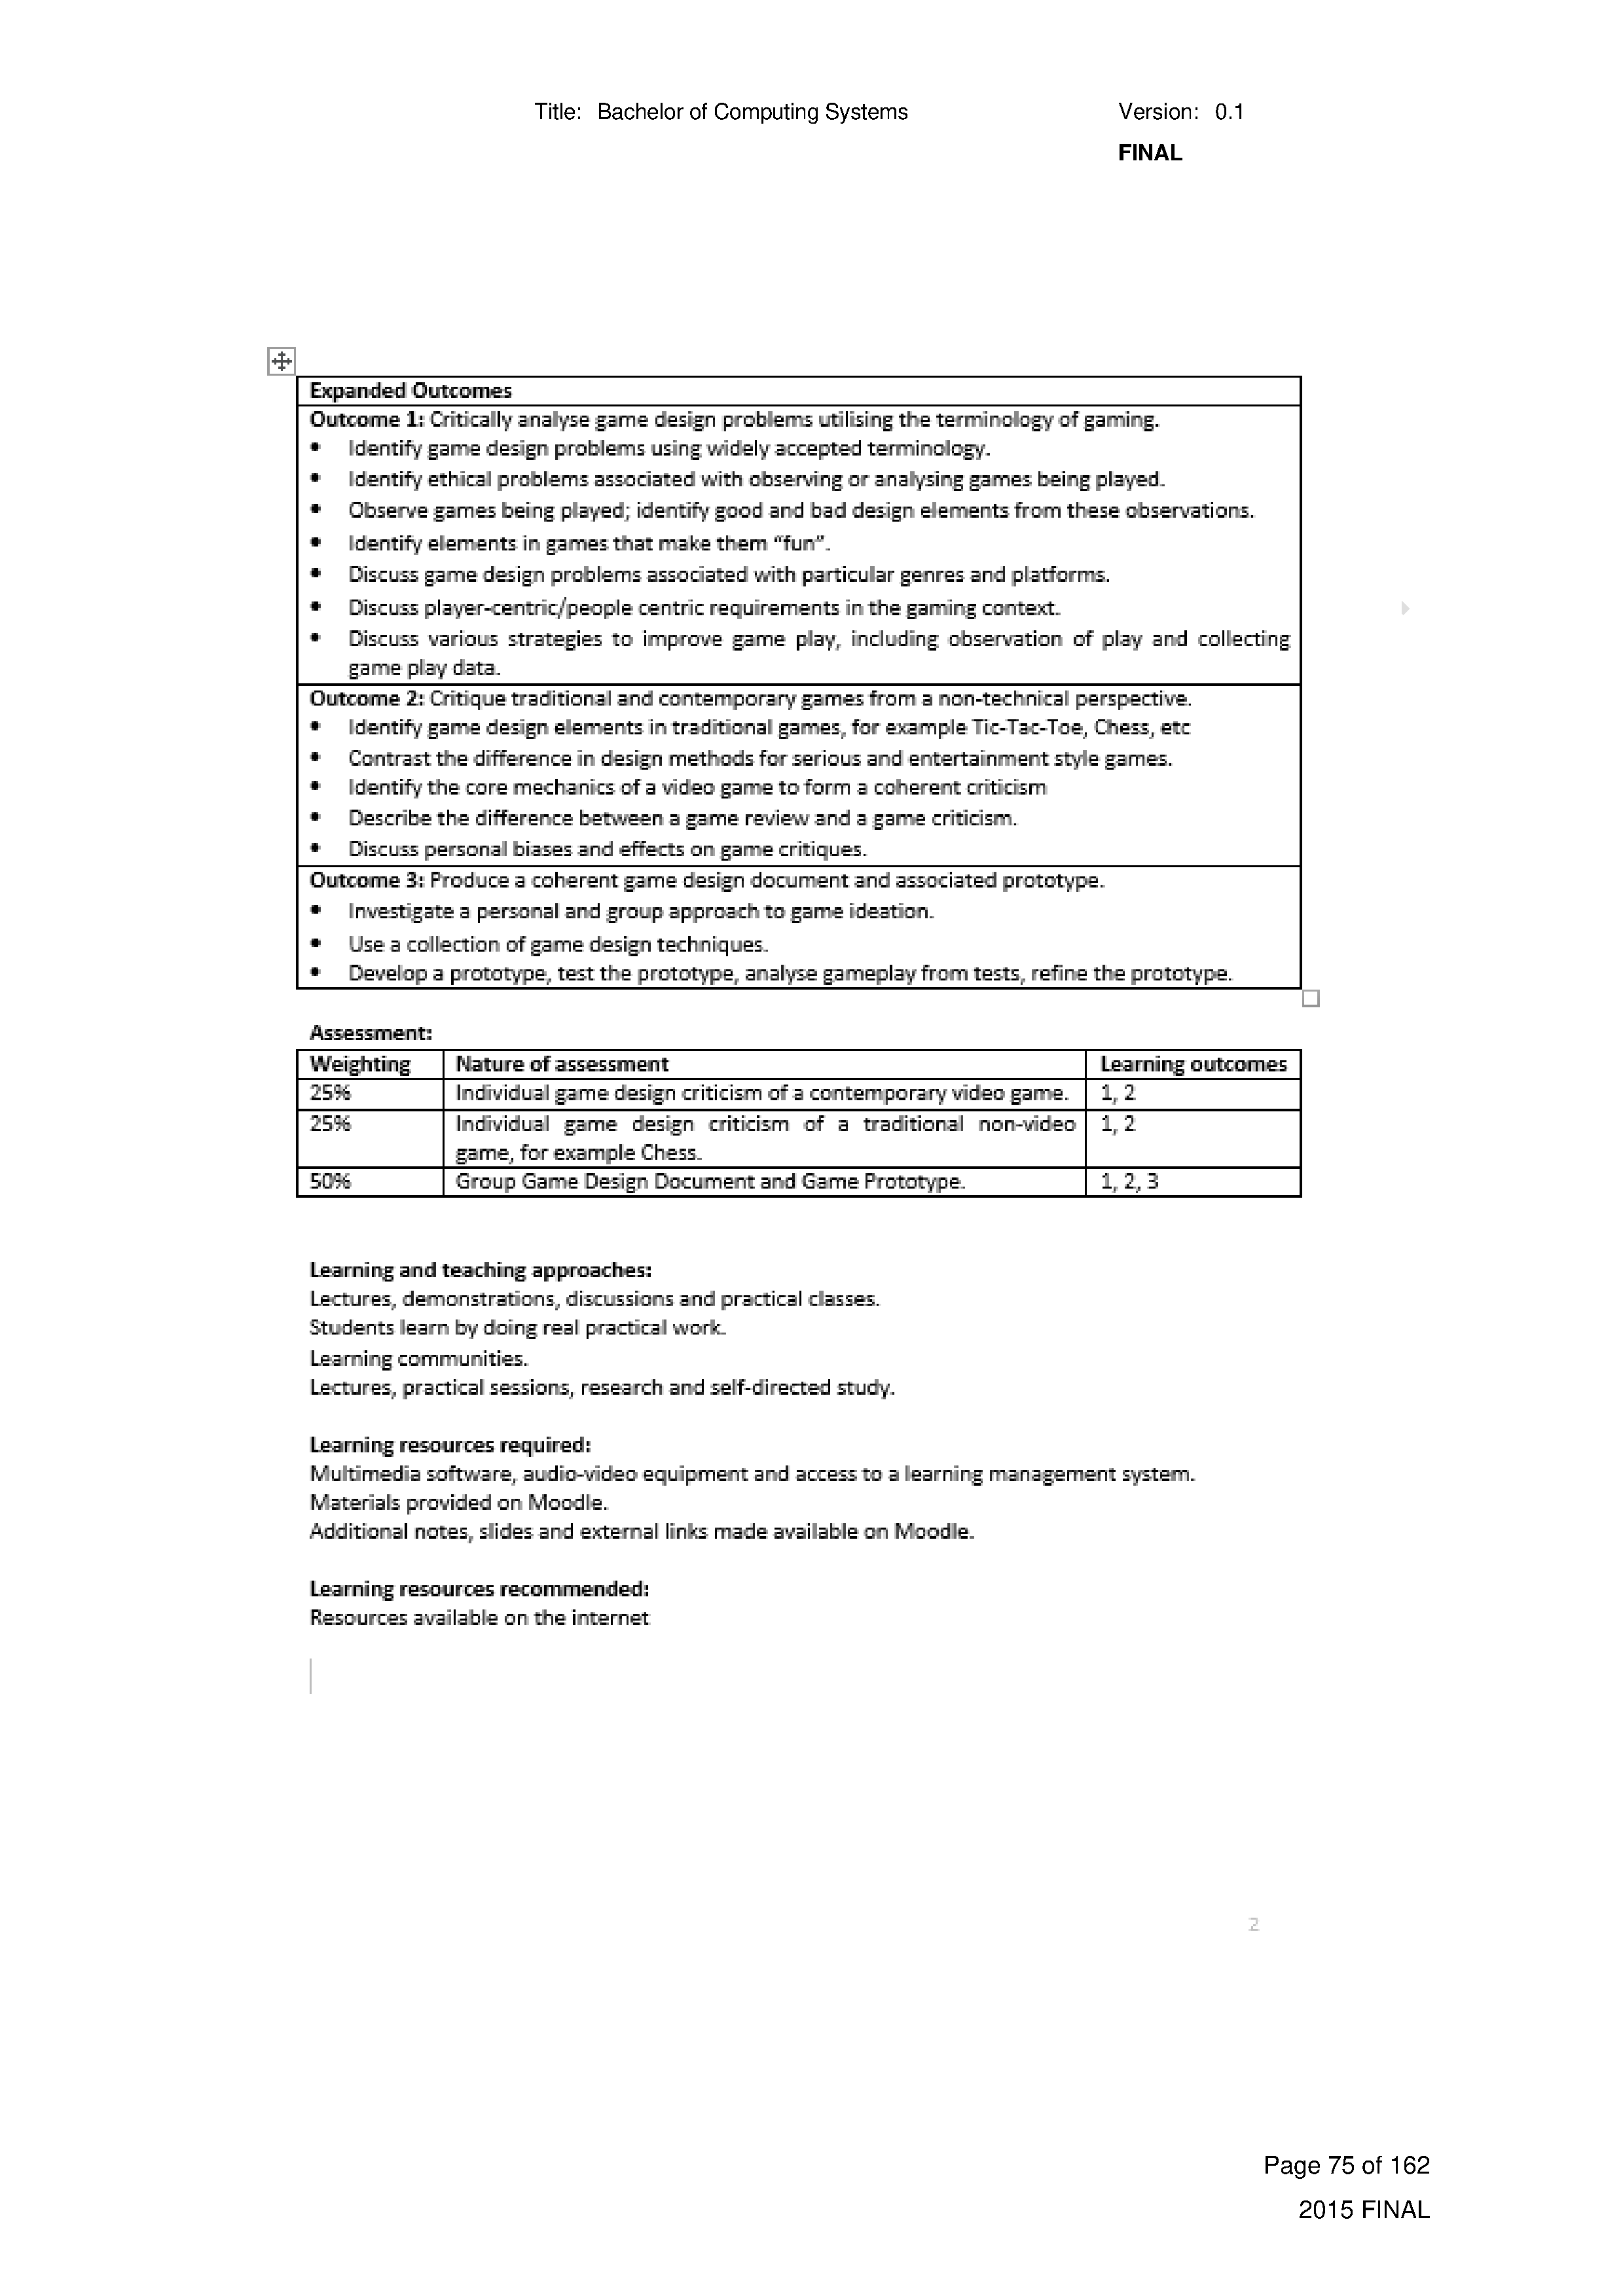 Title: Bachelor of Computing Systems Version: 0.1
FINAL
Expanded Outcomes
Outcome 1: Critically analyse game design problems utilising the terminology of gaming.
• Identify game design problems using widely accepted terminology.
• Identify ethical problems associated with observing or analysing games being played.
• Observe games being played; identify good and bad design elements from these observations.
• Identify elements in games that make them “fun”.
• Discuss game design problems associated with particular genres and platforms.
• Discuss player-centric/people centric requirements in the gaming context.
• Discuss various strategies to improve game play, including observation of play and collecting
game play data.
Outcome 2: Critique traditional and contemporary games from a non-technical perspective.
• Identify game design elements in traditional games, for example Tic-Tac-Toe, Chess, etc
• Contrast the difference in design methods for serious and entertainment style games.
• Identify the core mechanics of a video game to form a coherent criticism
• Describe the difference between a game review and a game criticism.
• Discuss personal biases and effects on game critiques.
Outcome 3: Produce a coherent game design document and associated prototype.
• Investigate a personal and group approach to game ideation.
• Use a collection of game design techniques.
• Develop a prototype, test the prototype, analyse gameplay from tests, refine the prototype.
Assessment:
Weighting Nature of assessment Learning outcomes
25% Individual game design criticism of a contemporary video game. 1, 2
25% Individual game design criticism of a traditional non-video 1, 2
game, for example Chess.
50% Group Game Design Document and Game Prototype. 1, 2, 3
Learning and teaching approaches:
Lectures, demonstrations, discussions and practical classes.
Students learn by doing real practical work.
Learning communities.
Lectures, practical sessions, research and self-directed study.
Learning resources required:
Multimedia software, audio-video equipment and access to a learning management system.
Materials provided on Moodle.
Additional notes, slides and external links made available on Moodle.
Learning resources recommended:
Resources available on the internet
2
Page 75 of 162
2015 FINAL